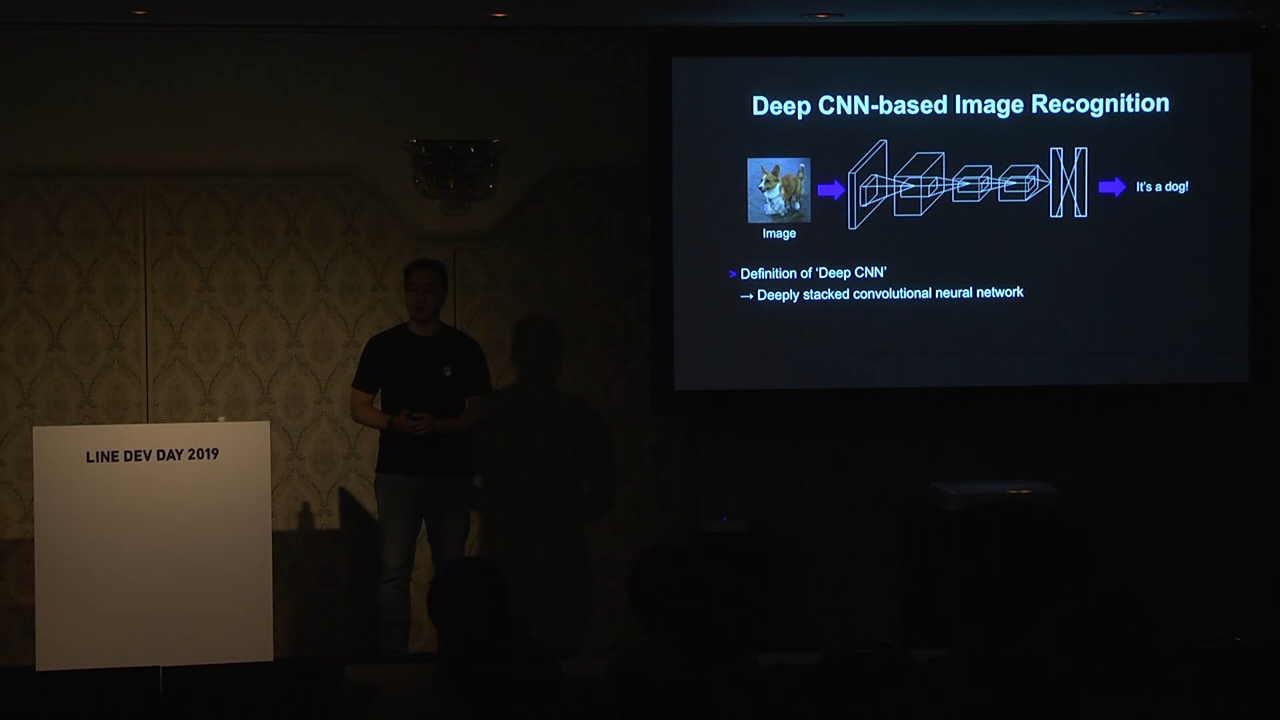 Deep CNN-based Image Recognition
It's a dog!
Image
> Definition of 'Deep CNN'
→ Deeply stacked convolutional neural network
LINE DEV DAY 2019